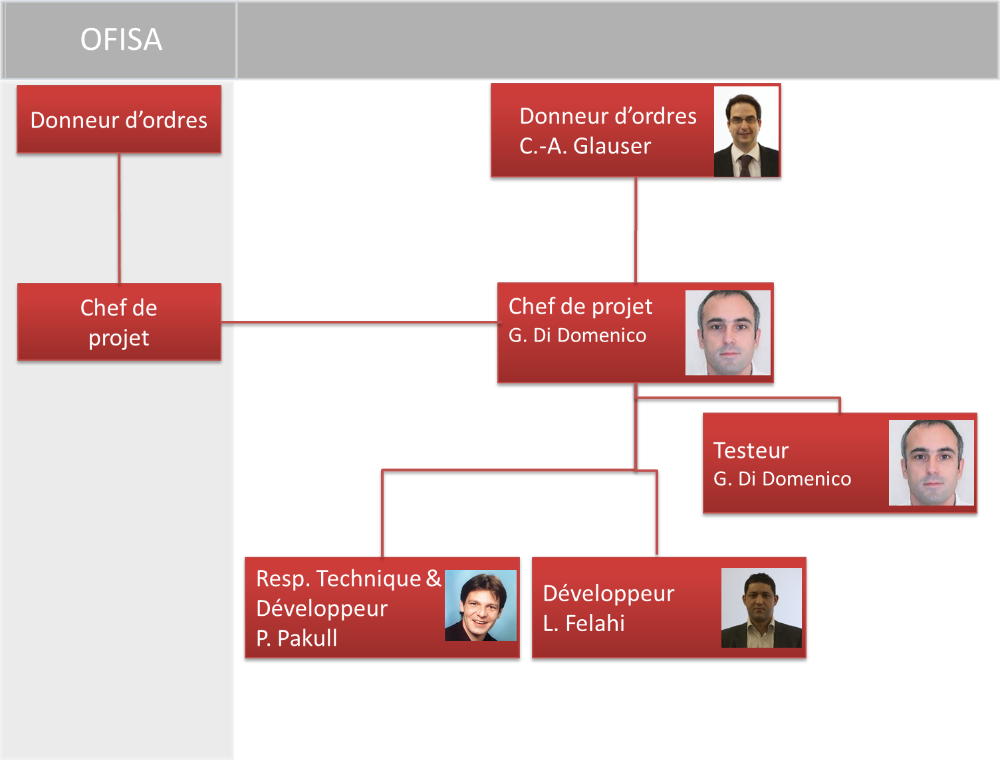 OFISA
Donneur d’ordres
Donneur d’ordres
C.-A. Glauser
Chef de
projet
Chef de projet
G. Di Domenico
Testeur
G. Di Domenico
Resp. Technique &
Développeur
P. Pakull
Développeur
L. Felahi